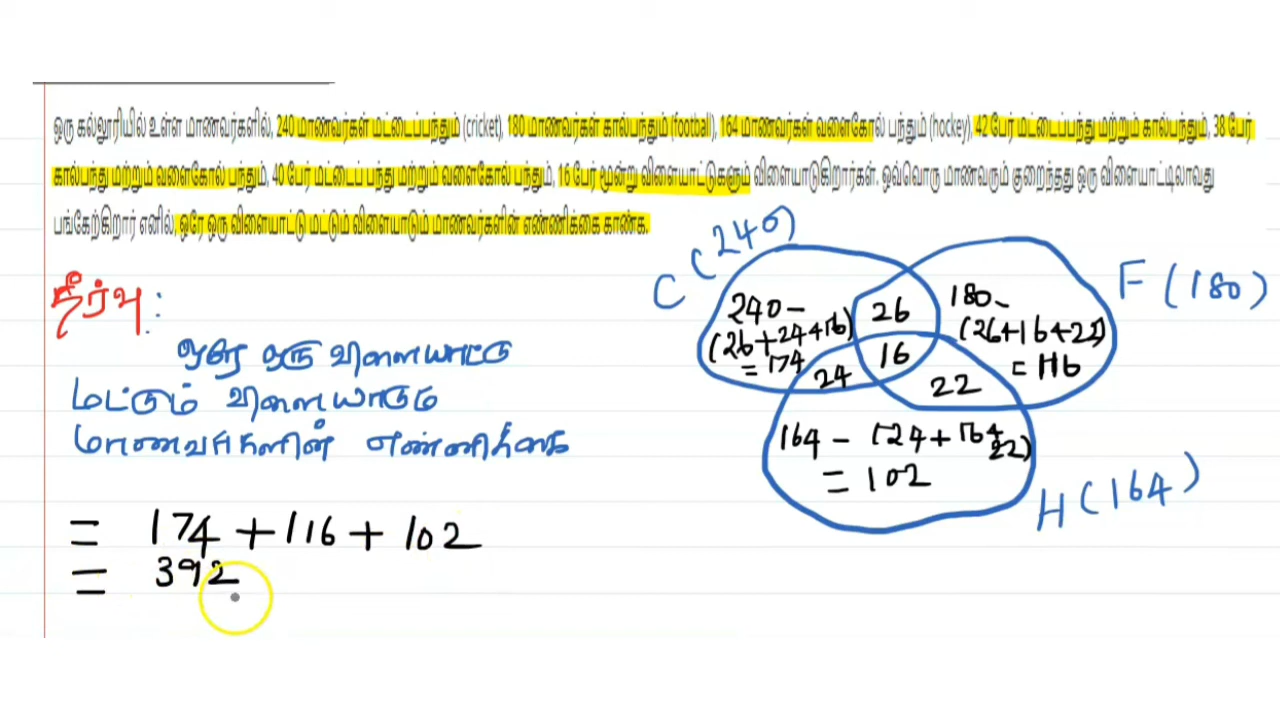 ஒரு கல்லூரியில் உள்ள மாணவர்களில், 240 மாணவர்கள் மட்டைப்பந்தும் (cricket), 180 மாணவர்கள் கால்பந்தும் (football), 164 மாணவர்கள் வளைகோல் பந்தும் (hockey), 42 பேர் மட்டைப்பந்து மற்றும் கால்பந்தும், 38 பேர்
கால்பந்து மற்றும் வளைகோல் பந்தும், 40 பேர் மட்டைப் பந்து மற்றும் வளைகோல் பந்தும், 16 பேர் மூன்று விளையாட்டுகளும் விளையாடுகிறார்கள். ஒவ்வொரு மாணவரும் குறைந்தது ஒரு விளையாட்டிலாவது
பங்கேற்கிறார் எனில், ஒரே ஒரு விளையாட்டு மட்டும் விளையாடும் மாணவர்களின் எண்ணிக்கை காண்க.
தீர்வு :
ஒரே ஒரு விளையாட்டு
மட்டும் விளையாடும்
மாணவர்களின் எண்ணிக்கை
= 174 + 116 + 102
= 392
C (240)
F (180)
240 -
(26+24+16)
= 174
26
180 -
(26+16+22)
= 116
16
24
22
164 - (24+16+
22)
= 102
H (164)